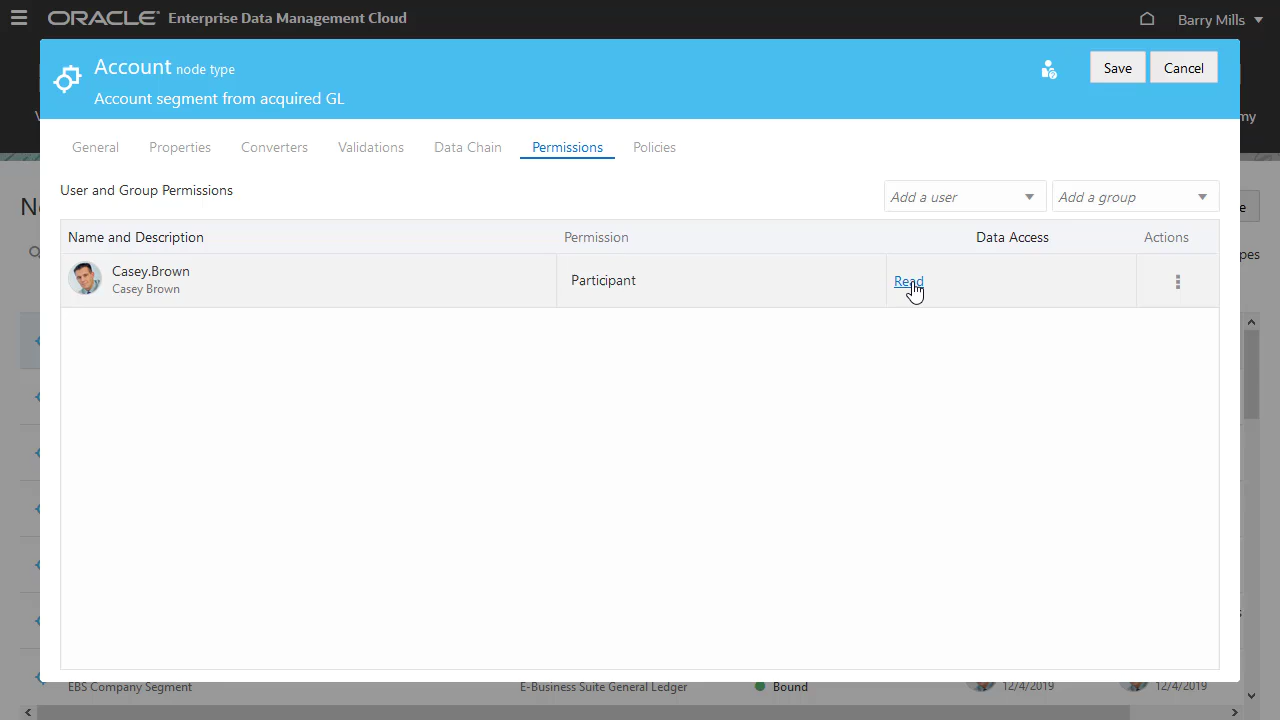 ORACLE Enterprise Data Management Cloud
Barry Mills
Account node type
Account segment from acquired GL
Save
Cancel
General
Properties
Converters
Validations
Data Chain
Permissions
Policies
User and Group Permissions
Add a user
Add a group
Name and Description
Permission
Data Access
Actions
Casey.Brown
Casey Brown
Participant
Read
EBS Company Segment
E-Business Suite General Ledger
Bound
12/4/2019
12/4/2019